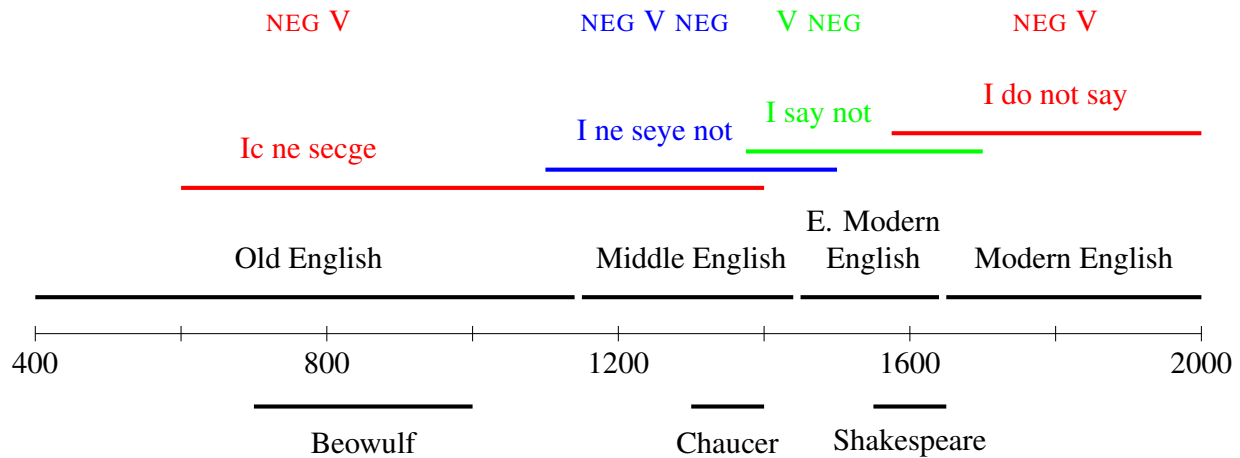 NEG V NEG V NEG V NEG NEG V
I do not say
I say not
I ne seye not
Ic ne secge
E. Modern
Old English Middle English English Modern English
400 800 1200 1600 2000
Beowulf Chaucer Shakespeare